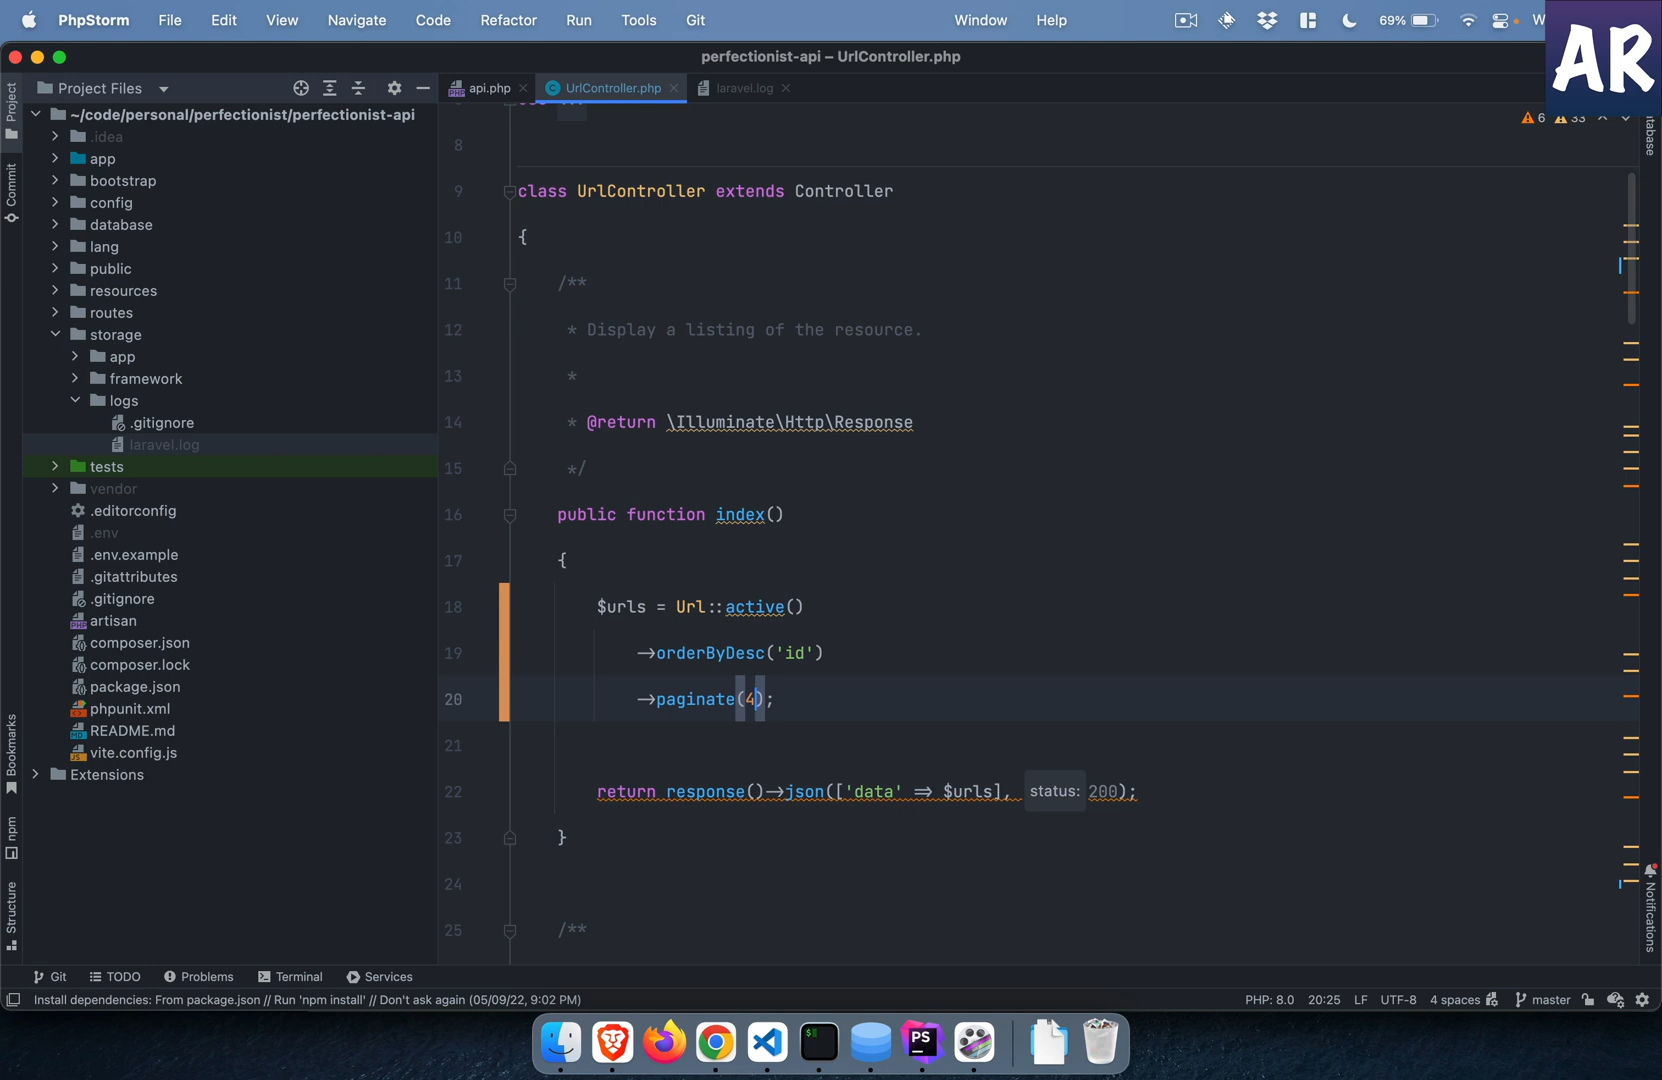 PhpStorm File Edit View Navigate Code Refactor Run Tools Git Window Help 69% W
AR
perfectionist-api – UrlController.php
Project Files
api.php UrlController.php laravel.log
Project
Commit
Bookmarks
npm
Structure
~/code/personal/perfectionist/perfectionist-api
.idea
app
bootstrap
config
database
lang
public
resources
routes
storage
app
framework
logs
.gitignore
laravel.log
tests
vendor
.editorconfig
.env
.env.example
.gitattributes
.gitignore
artisan
composer.json
composer.lock
package.json
phpunit.xml
README.md
vite.config.js
Extensions
6 33
8
9 class UrlController extends Controller
10 {
11 /**
12 * Display a listing of the resource.
13 *
14 * @return \Illuminate\Http\Response
15 */
16 public function index()
17 {
18 $urls = Url::active()
19 ->orderByDesc('id')
20 ->paginate(4);
21
22 return response()->json(['data' => $urls], status: 200);
23 }
24
25 /**
atabase
Notifications
Git TODO Problems Terminal Services
Install dependencies: From package.json // Run 'npm install' // Don't ask again (05/09/22, 9:02 PM) PHP: 8.0 20:25 LF UTF-8 4 spaces master
$
PS